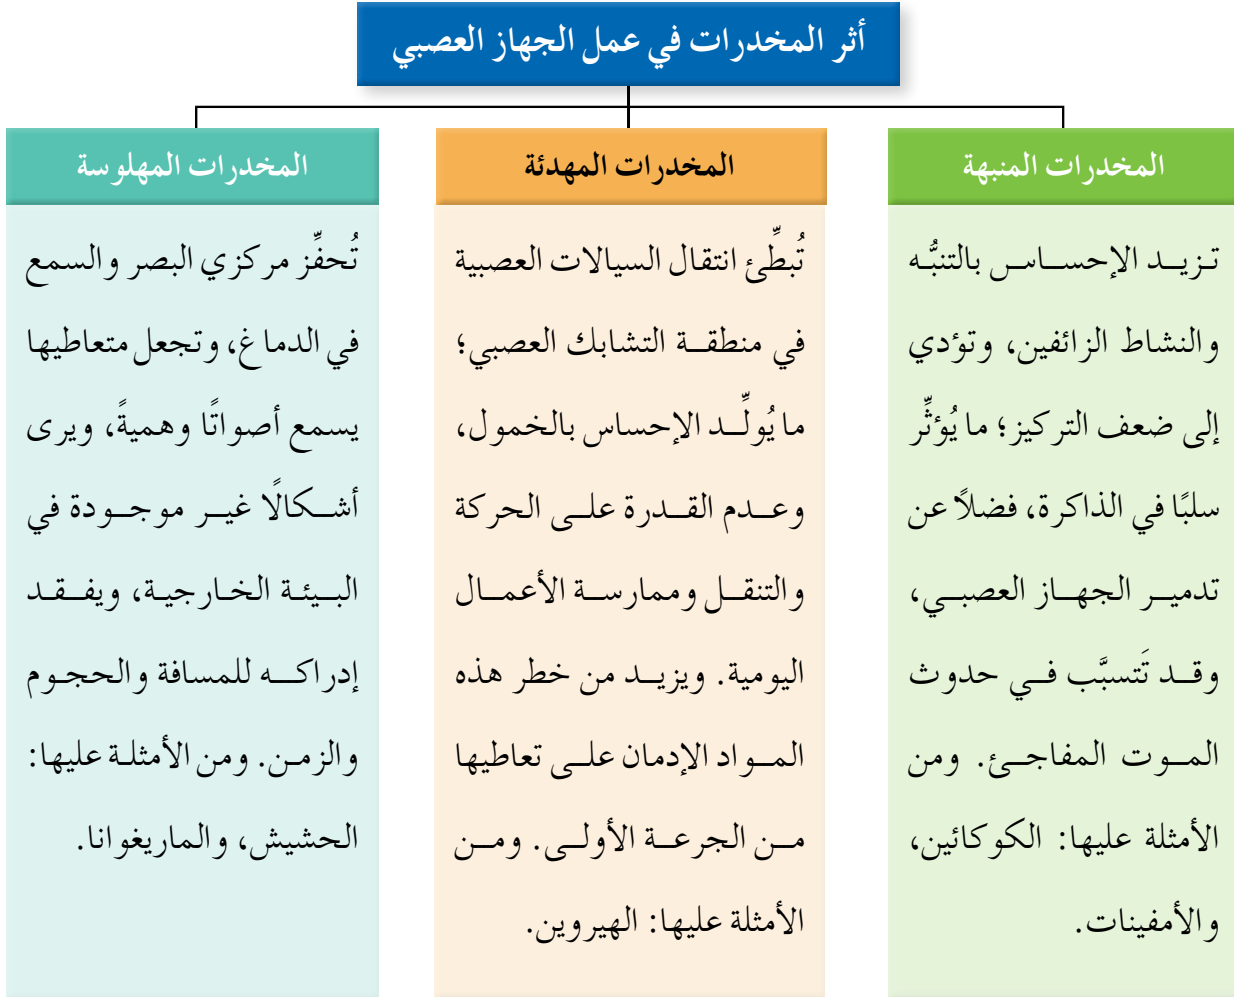 أثر المخدرات في عمل الجهاز العصبي
المخدرات المنبهة
تزيد الإحساس بالتنبُّه
والنشاط الزائفين، وتؤدي
إلى ضعف التركيز؛ ما يُؤثِّر
سلبًا في الذاكرة، فضلًا عن
تدمير الجهاز العصبي،
وقد تَتسبَّب في حدوث
الموت المفاجئ. ومن
الأمثلة عليها: الكوكائين،
والأمفينات.
المخدرات المهدئة
تُبطِّئ انتقال السيالات العصبية
في منطقة التشابك العصبي؛
ما يُولِّد الإحساس بالخمول،
وعدم القدرة على الحركة
والتنقل وممارسة الأعمال
اليومية. ويزيد من خطر هذه
المواد الإدمان على تعاطيها
من الجرعة الأولى. ومن
الأمثلة عليها: الهيروين.
المخدرات المهلوسة
تُحفِّز مركزي البصر والسمع
في الدماغ، وتجعل متعاطيها
يسمع أصواتًا وهميةً، ويرى
أشكالًا غير موجودة في
البيئة الخارجية، ويفقد
إدراكه للمسافة والحجوم
والزمن. ومن الأمثلة عليها:
الحشيش، والماريغوانا.